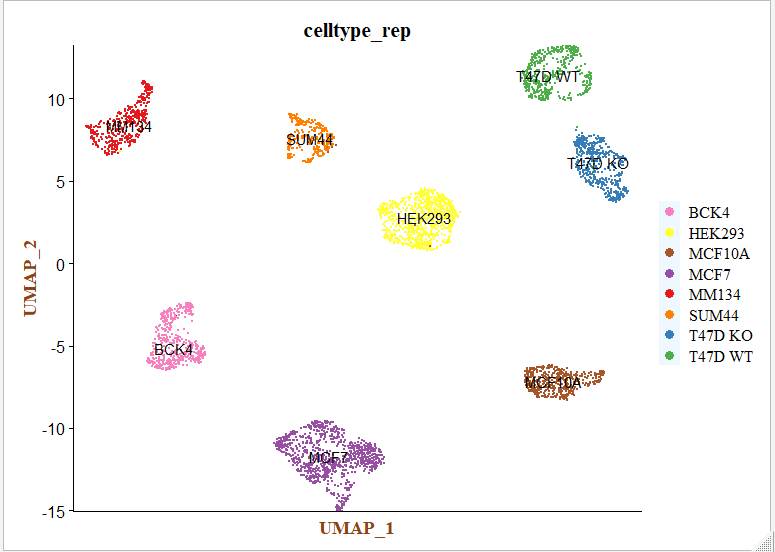 celltype_rep
T47D WT
10
MM134
SUM44
T47D KO
5
HEK293
UMAP_2
0
BCK4
-5
MCF10A
-10
MCF7
-15
UMAP_1
BCK4
HEK293
MCF10A
MCF7
MM134
SUM44
T47D KO
T47D WT